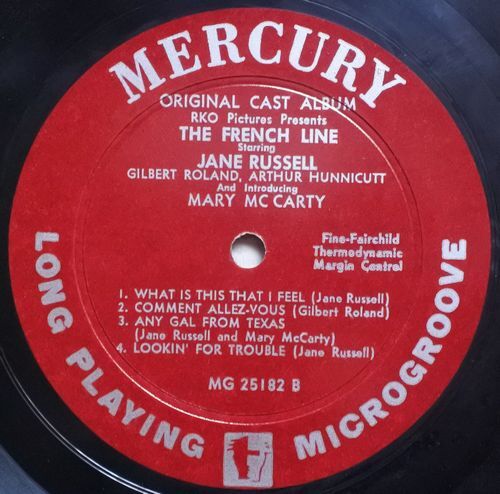 MERCURY
ORIGINAL CAST ALBUM
RKO Pictures Presents
THE FRENCH LINE
Starring
JANE RUSSELL
GILBERT ROLAND, ARTHUR HUNNICUTT
And Introducing
MARY MC CARTY
Fine-Fairchild
Thermodynamic
Margin Control
1. WHAT IS THIS THAT I FEEL (Jane Russell)
2. COMMENT ALLEZ-VOUS (Gilbert Roland)
3. ANY GAL FROM TEXAS
(Jane Russell and Mary McCarty)
4. LOOKIN' FOR TROUBLE (Jane Russell)
MG 25182 B
LONG PLAYING MICROGROOVE